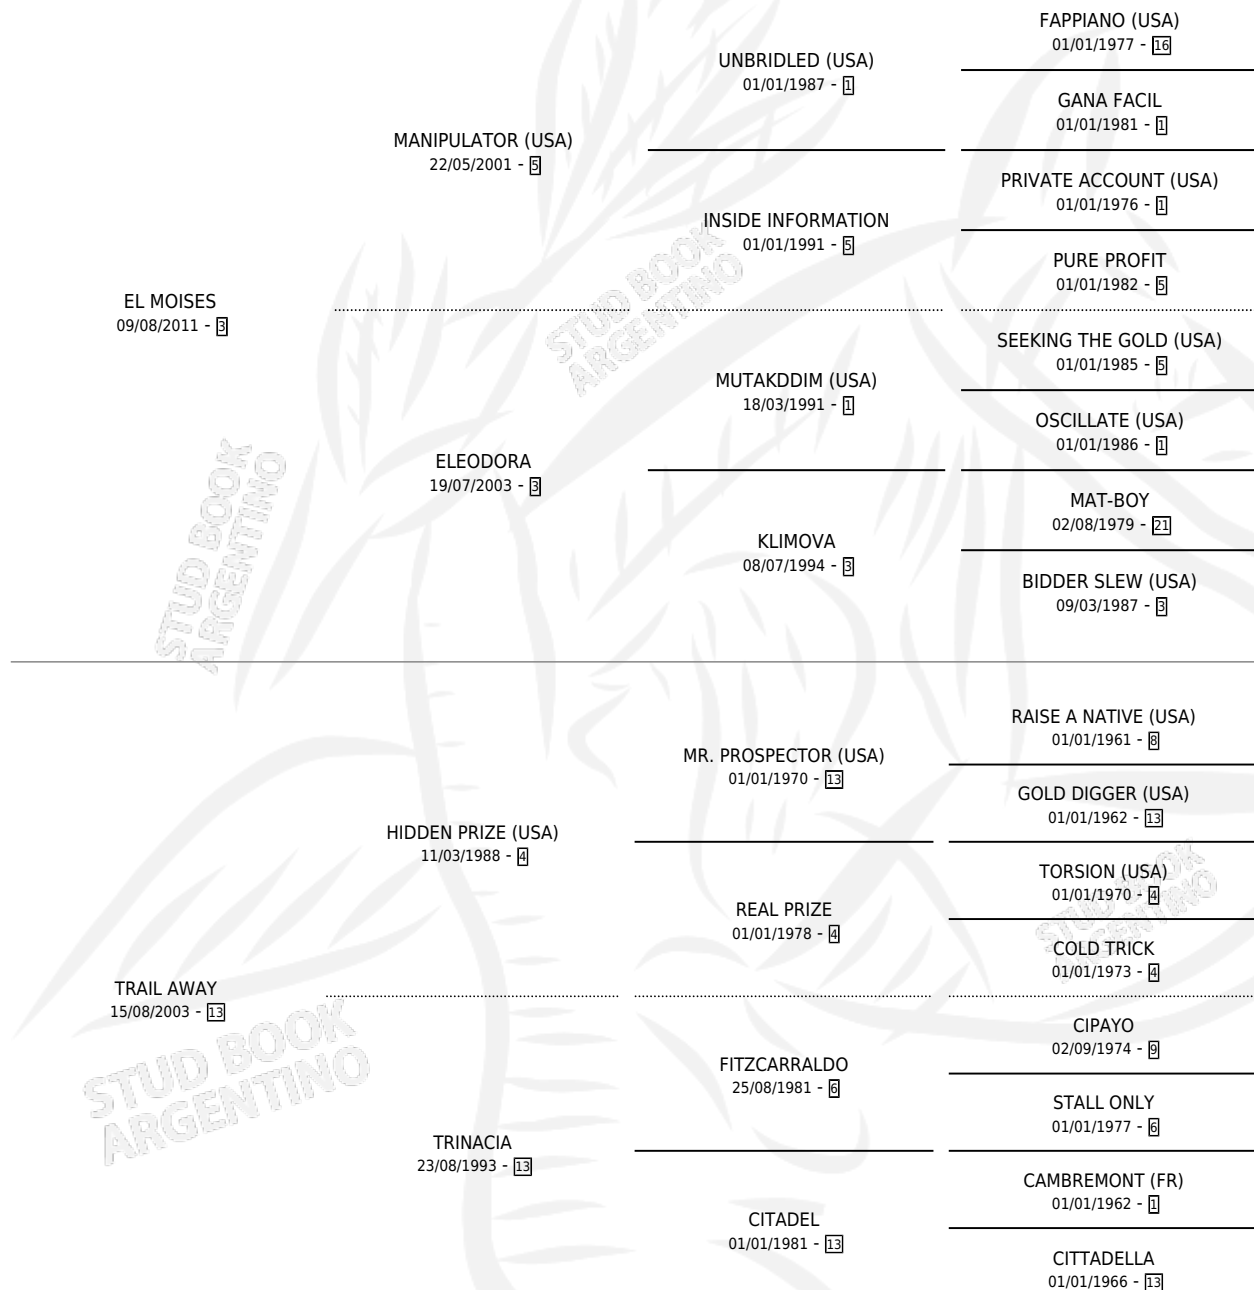 FAPPIANO (USA)
01/01/1977 - 16
UNBRIDLED (USA)
01/01/1987 - 1
GANA FACIL
01/01/1981 - 1
MANIPULATOR (USA)
22/05/2001 - 5
PRIVATE ACCOUNT (USA)
01/01/1976 - 1
INSIDE INFORMATION
01/01/1991 - 5
PURE PROFIT
01/01/1982 - 5
EL MOISES
09/08/2011 - 3
SEEKING THE GOLD (USA)
01/01/1985 - 5
MUTAKDDIM (USA)
18/03/1991 - 1
OSCILLATE (USA)
01/01/1986 - 1
ELEODORA
19/07/2003 - 3
MAT-BOY
02/08/1979 - 21
KLIMOVA
08/07/1994 - 3
BIDDER SLEW (USA)
09/03/1987 - 3
RAISE A NATIVE (USA)
01/01/1961 - 8
MR. PROSPECTOR (USA)
01/01/1970 - 13
GOLD DIGGER (USA)
01/01/1962 - 13
HIDDEN PRIZE (USA)
11/03/1988 - 4
TORSION (USA)
01/01/1970 - 4
REAL PRIZE
01/01/1978 - 4
COLD TRICK
01/01/1973 - 4
TRAIL AWAY
15/08/2003 - 13
CIPAYO
02/09/1974 - 9
FITZCARRALDO
25/08/1981 - 6
STALL ONLY
01/01/1977 - 6
TRINACIA
23/08/1993 - 13
CAMBREMONT (FR)
01/01/1962 - 1
CITADEL
01/01/1981 - 13
CITTADELLA
01/01/1966 - 13
STUD BOOK
ARGENTINO
STUD BOOK
ARGENTINO
STUD BOOK
ARGENTINO
STUD BOOK
ARGENTINO